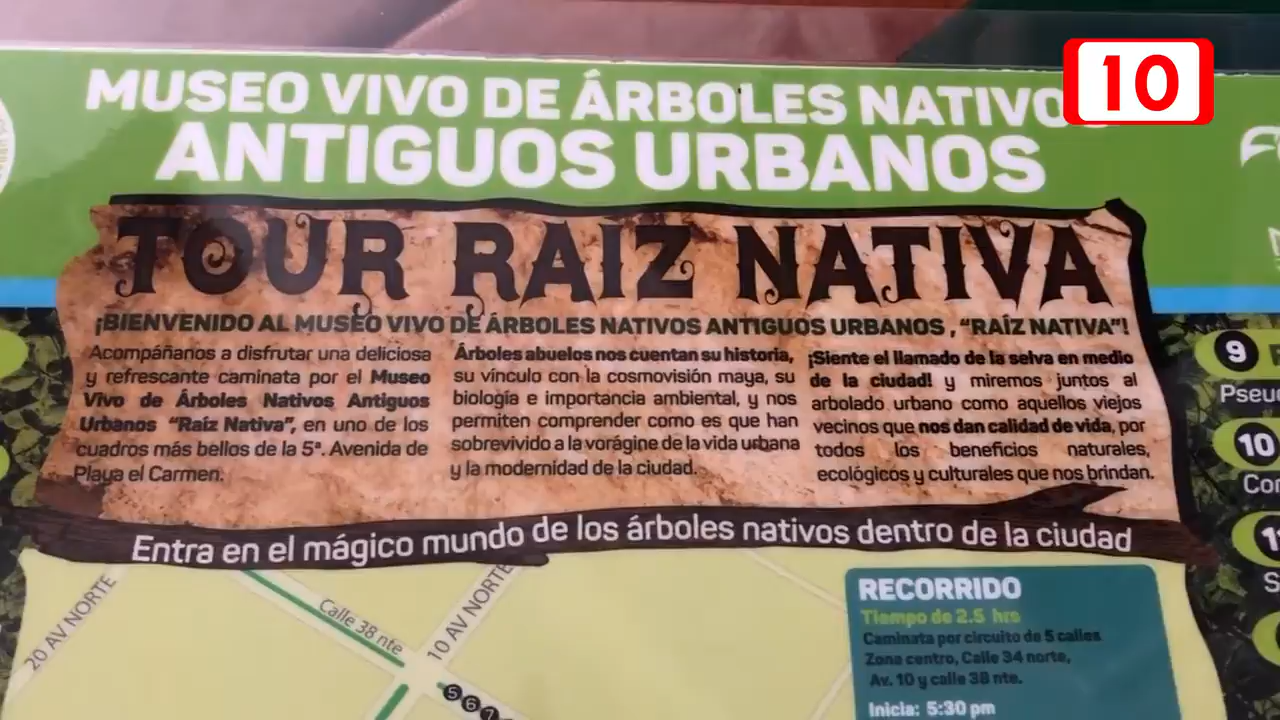 10
MUSEO VIVO DE ÁRBOLES NATIVO
ANTIGUOS URBANOS
TOUR RAIZ NATIVA
¡BIENVENIDO AL MUSEO VIVO DE ÁRBOLES NATIVOS ANTIGUOS URBANOS , “RAÍZ NATIVA”!
Acompáñanos a disfrutar una deliciosa
y refrescante caminata por el Museo
Vivo de Árboles Nativos Antiguos
Urbanos “Raíz Nativa”, en uno de los
cuadros más bellos de la 5ª. Avenida de
Playa el Carmen.
Árboles abuelos nos cuentan su historia,
su vínculo con la cosmovisión maya, su
biología e importancia ambiental, y nos
permiten comprender como es que han
sobrevivido a la vorágine de la vida urbana
y la modernidad de la ciudad.
¡Siente el llamado de la selva en medio
de la ciudad! y miremos juntos al
arbolado urbano como aquellos viejos
vecinos que nos dan calidad de vida, por
todos los beneficios naturales,
ecológicos y culturales que nos brindan.
Entra en el mágico mundo de los árboles nativos dentro de la ciudad
20 AV NORTE
Calle 38 nte
10 AV NORTE
5 6 7
RECORRIDO
Tiempo de 2.5 hrs
Caminata por circuito de 5 calles
Zona centro, Calle 34 norte,
Av. 10 y calle 38 nte.
Inicia: 5:30 pm
9
Pseu
10
Cor